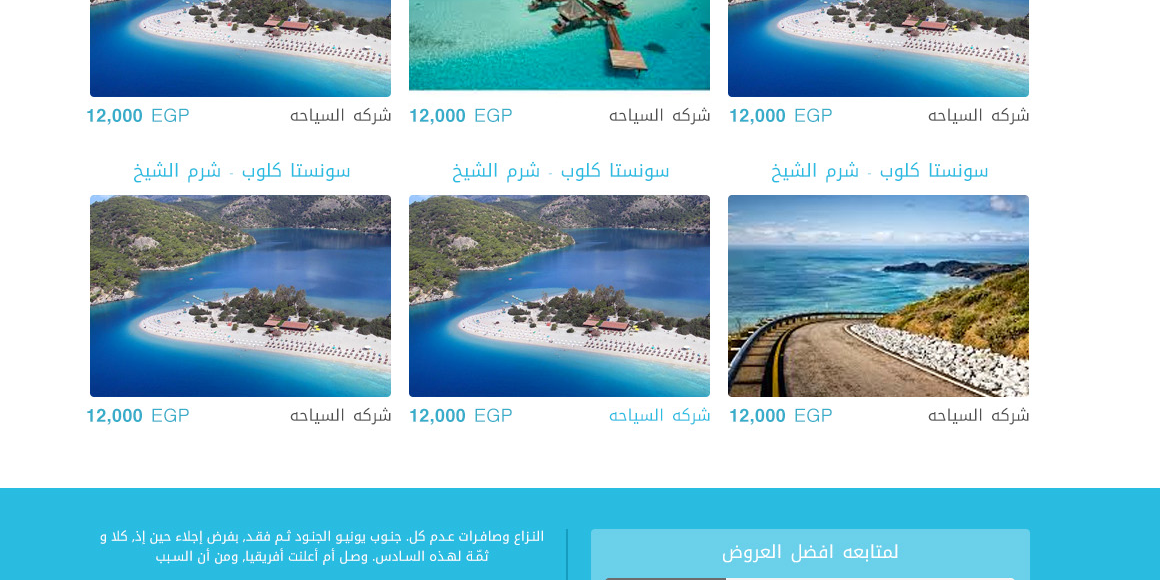 شركه السياحه
12,000 EGP
شركه السياحه
12,000 EGP
شركه السياحه
12,000 EGP
سونستا كلوب - شرم الشيخ
سونستا كلوب - شرم الشيخ
سونستا كلوب - شرم الشيخ
شركه السياحه
12,000 EGP
شركه السياحه
12,000 EGP
شركه السياحه
12,000 EGP
لمتابعه افضل العروض
النزاع وصافرات عدم كل. جنوب يونيو الجنود ثم فقد, بفرض إجلاء حين إذ, كلا و
ثمّة لهذه السادس. وصل أم أعلنت أفريقيا, ومن أن السبب